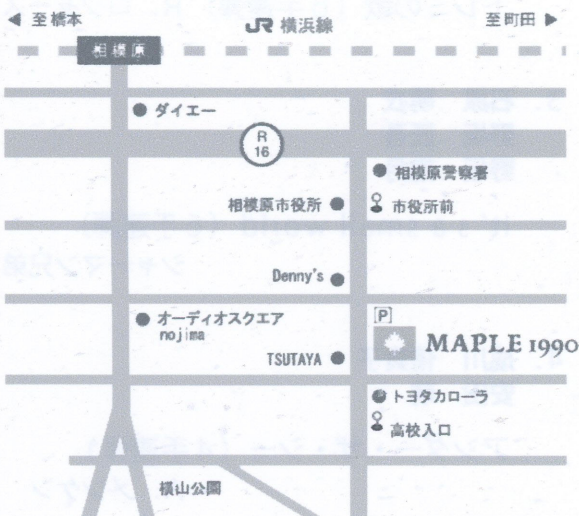 ◀ 至橋本
JR 横浜線
至町田 ▶
相模原
ダイエー
R
16
相模原警察署
相模原市役所
市役所前
Denny's
オーディオスクエア
nojima
[P]
MAPLE 1990
TSUTAYA
トヨタカローラ
高校入口
横山公園